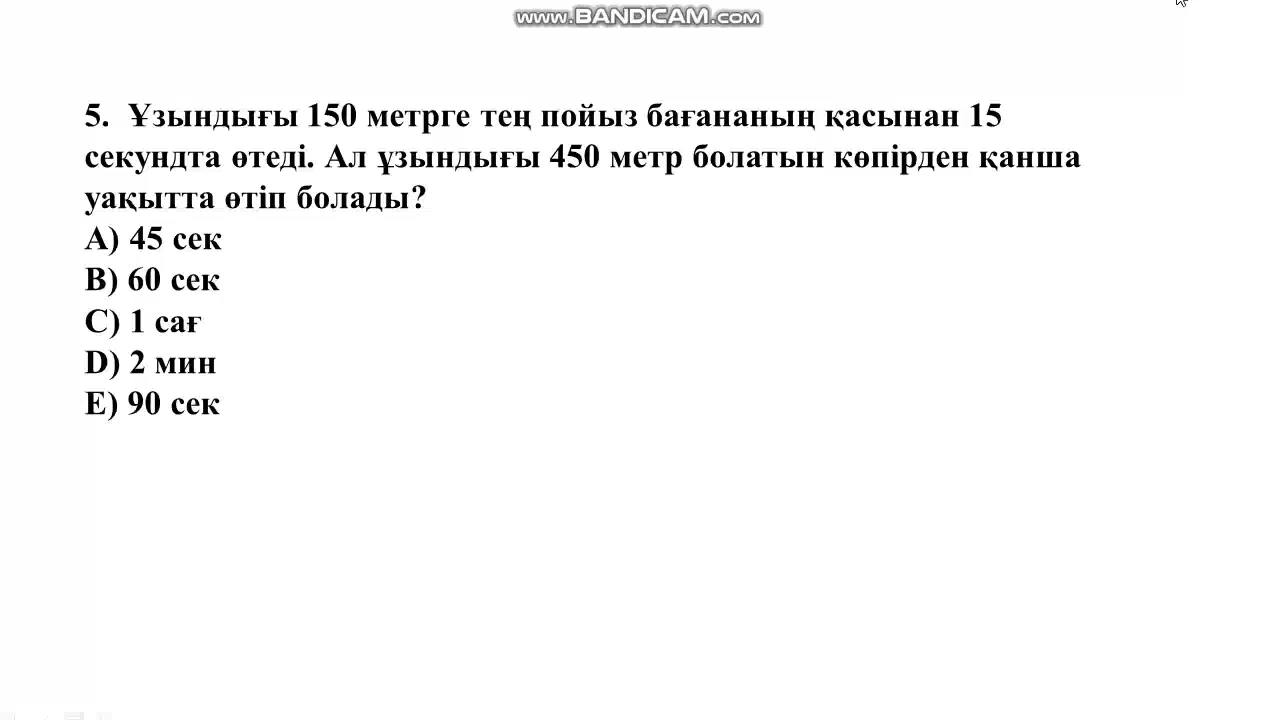 www.BANDICAM.com
5. Ұзындығы 150 метрге тең пойыз бағананың қасынан 15
секундта өтеді. Ал ұзындығы 450 метр болатын көпірден қанша
уақытта өтіп болады?
A) 45 сек
B) 60 сек
C) 1 сағ
D) 2 мин
E) 90 сек